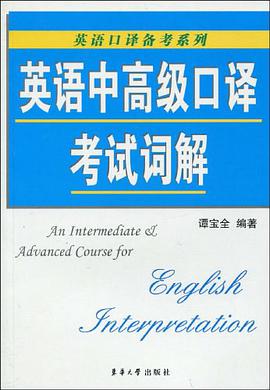 英语口译备考系列
英语中高级口译
考试词解
An Intermediate &
Advanced Course for
谭宝全 编著
English
Interpretation
东华大学出版社